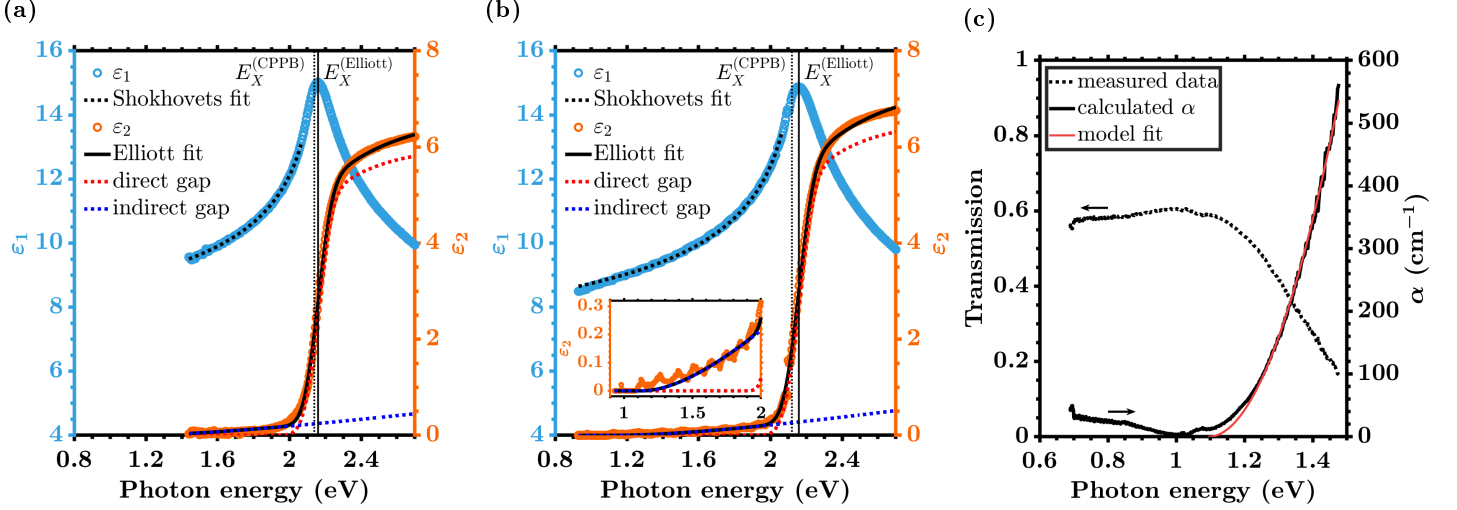 (a)
16
14
12
10
8
6
4
ε₁
8
6
4
2
0
ε₂
E_X^(CPPB)
E_X^(Elliott)
ε₁
Shokhovets fit
ε₂
Elliott fit
direct gap
indirect gap
0.8 1.2 1.6 2 2.4
Photon energy (eV)
(b)
16
14
12
10
8
6
4
ε₁
8
6
4
2
0
ε₂
E_X^(CPPB)
E_X^(Elliott)
ε₁
Shokhovets fit
ε₂
Elliott fit
direct gap
indirect gap
0.3
0.2
0.1
0
ε₂
1 1.5 2
0.8 1.2 1.6 2 2.4
Photon energy (eV)
(c)
1
0.8
0.6
0.4
0.2
0
Transmission
600
500
400
300
200
100
0
α (cm⁻¹)
measured data
calculated α
model fit
0.6 0.8 1 1.2 1.4
Photon energy (eV)